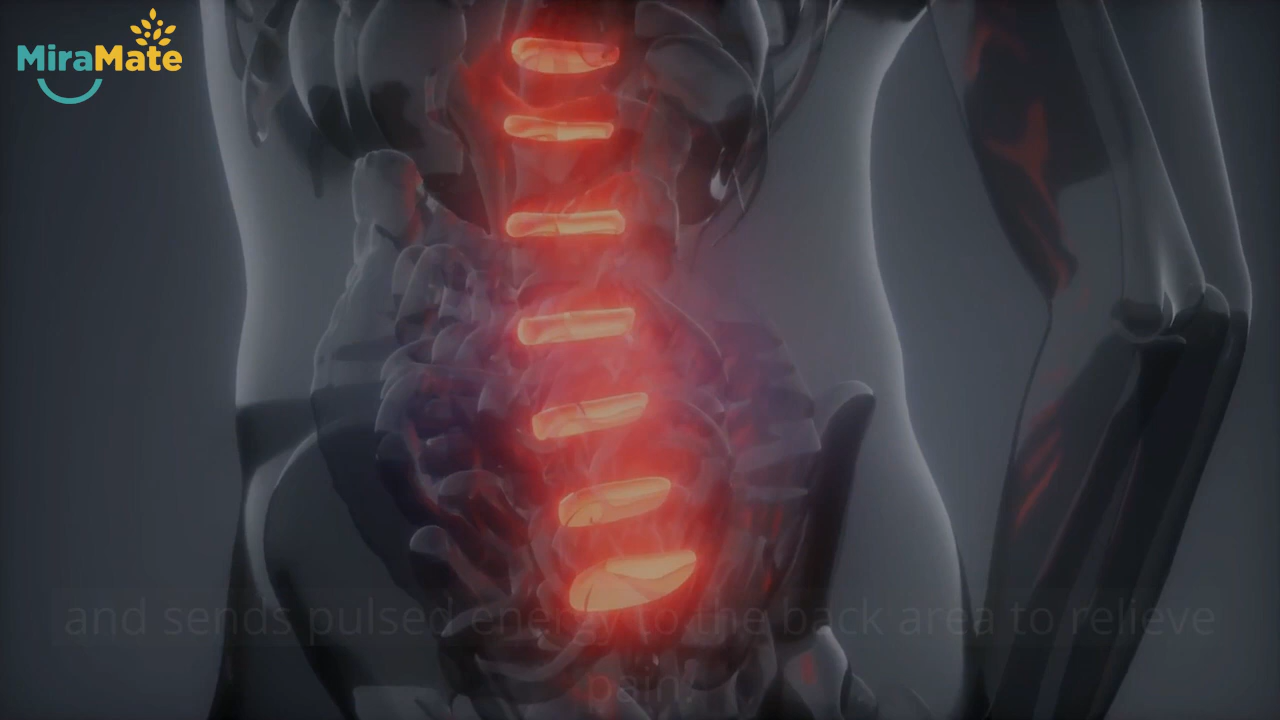 MiraMate
and sends pulsed energy to the back area to relieve
pain.